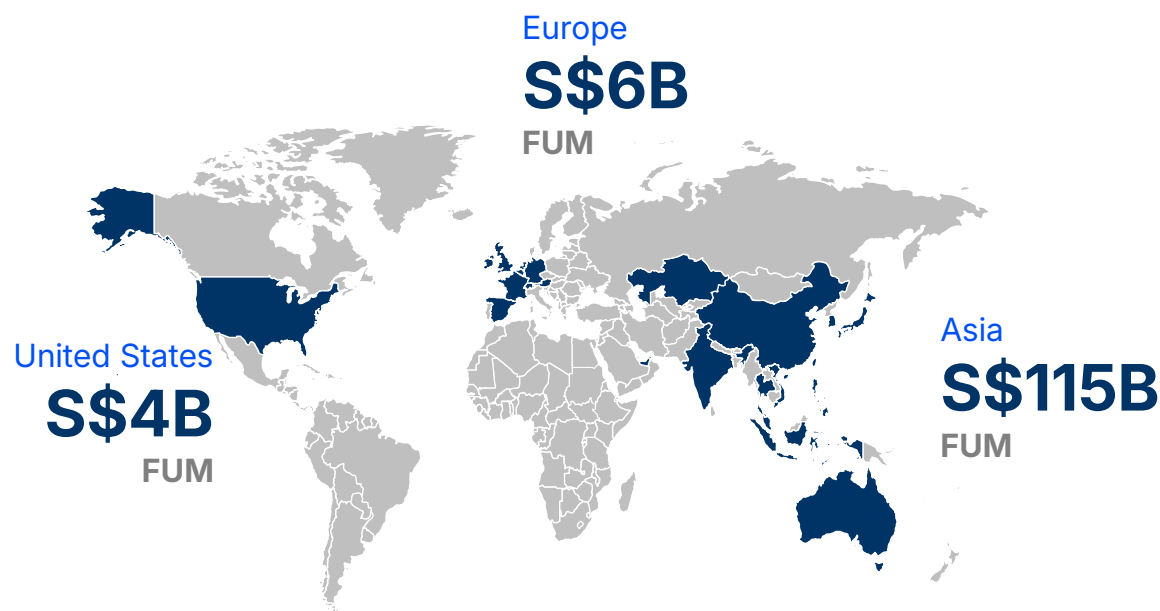 Europe
S$6B
FUM
United States
S$4B
FUM
Asia
S$115B
FUM